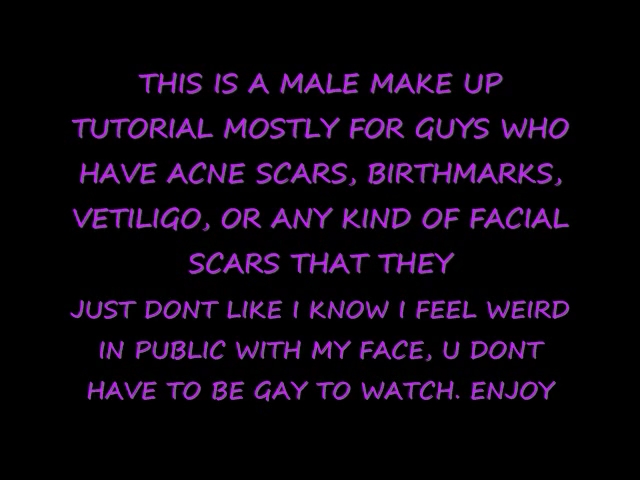 THIS IS A MALE MAKE UP
TUTORIAL MOSTLY FOR GUYS WHO
HAVE ACNE SCARS, BIRTHMARKS,
VETILIGO, OR ANY KIND OF FACIAL
SCARS THAT THEY
JUST DONT LIKE I KNOW I FEEL WEIRD
IN PUBLIC WITH MY FACE, U DONT
HAVE TO BE GAY TO WATCH. ENJOY